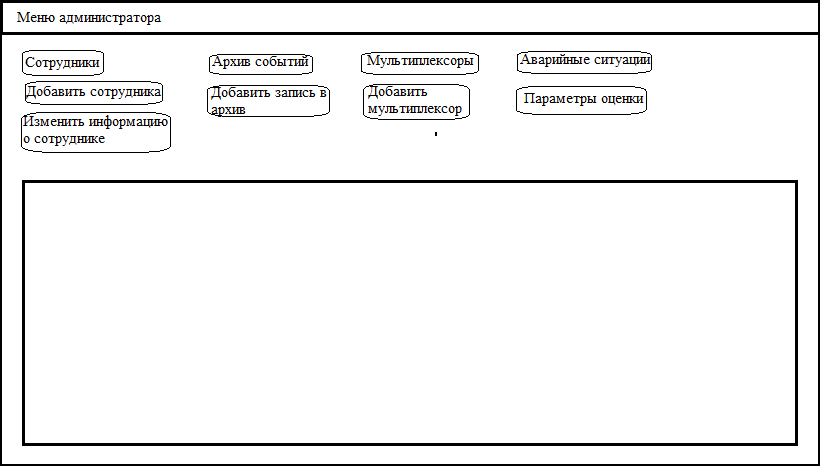 Меню администратора
Сотрудники
Архив событий
Мультиплексоры
Аварийные ситуации
Добавить сотрудника
Добавить запись в
архив
Добавить
мультиплексор
Параметры оценки
Изменить информацию
о сотруднике